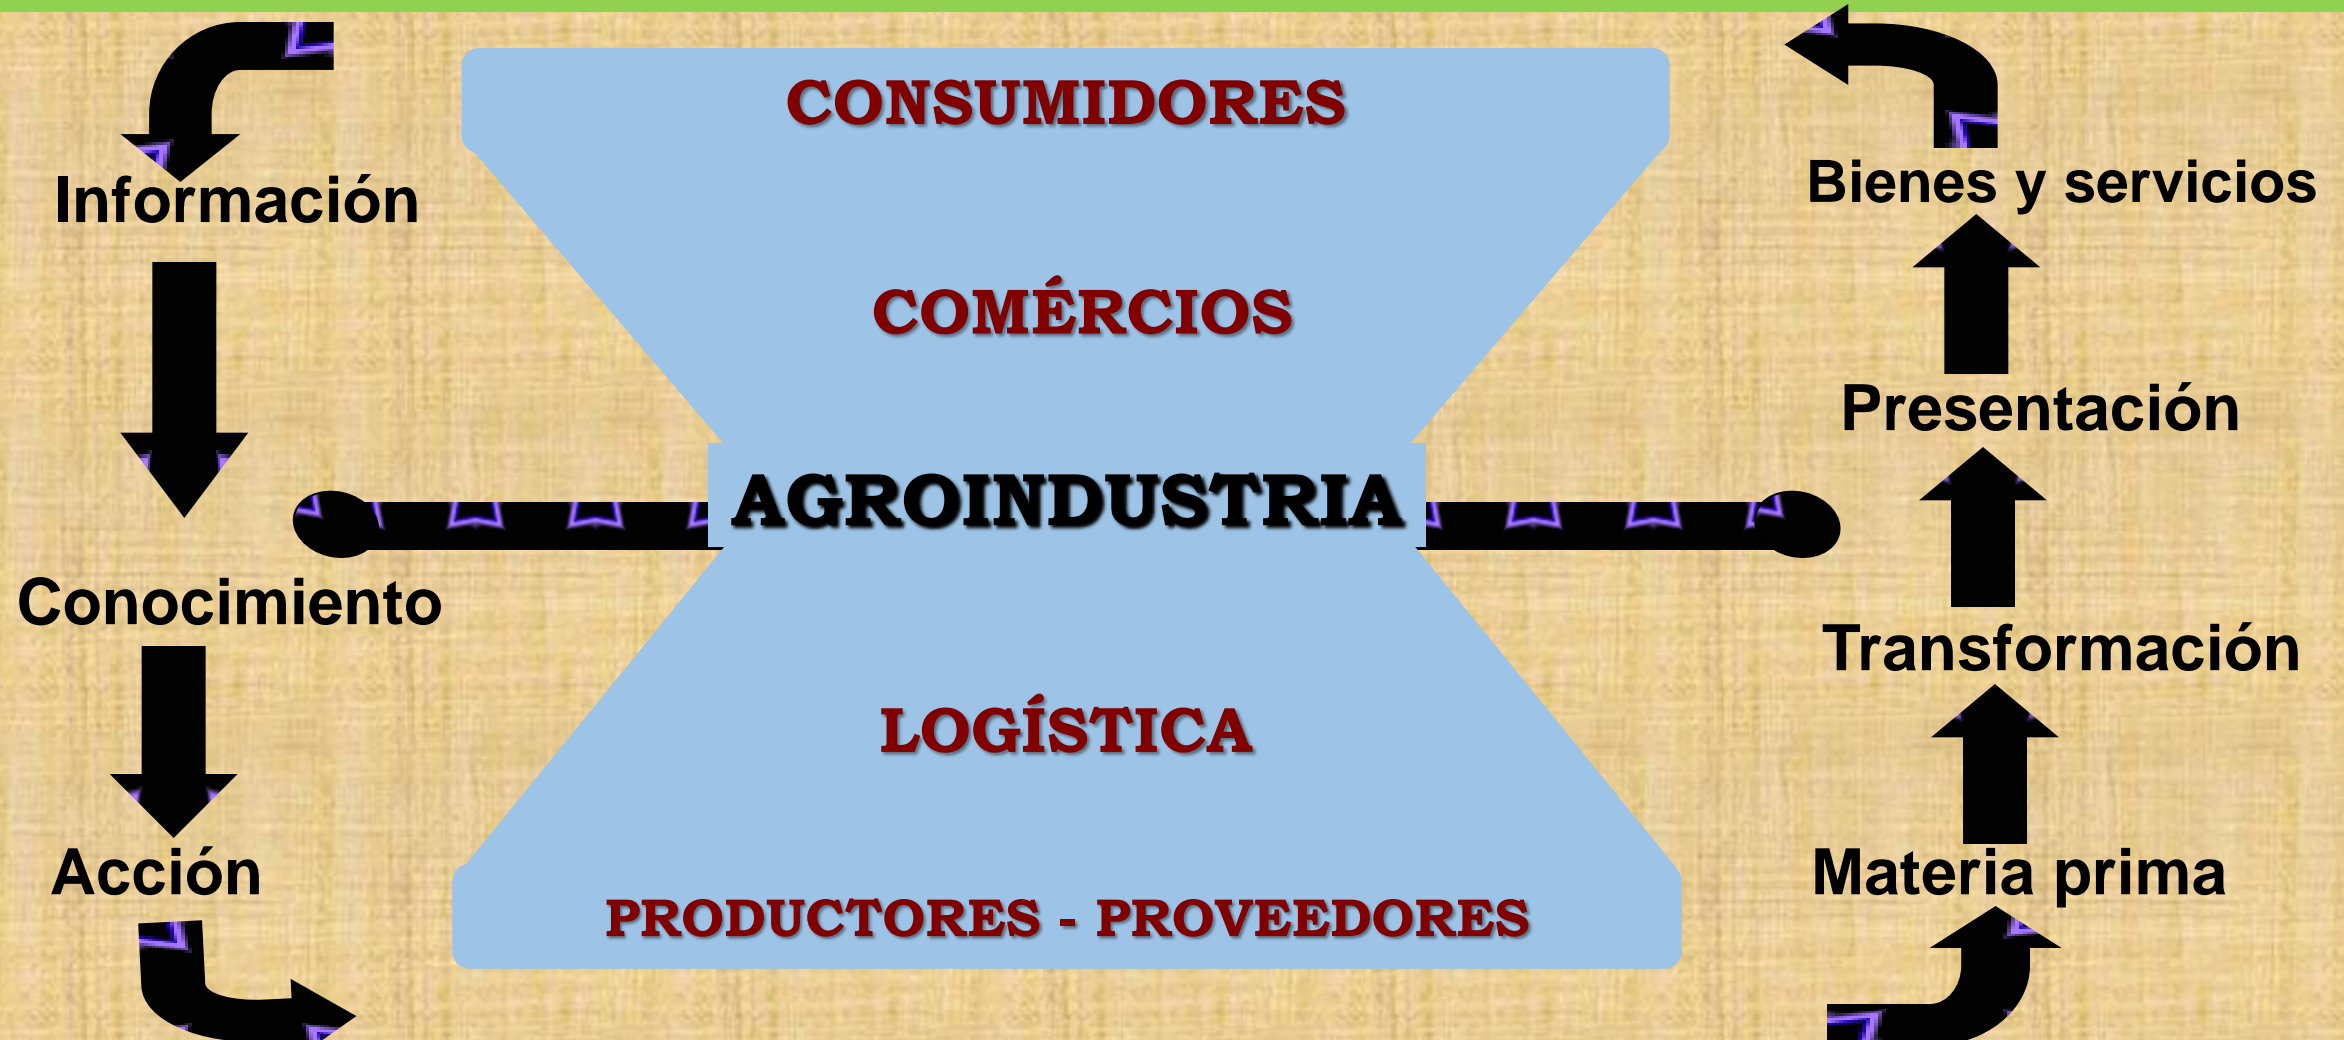 CONSUMIDORES
Información
Bienes y servicios
COMÉRCIOS
Presentación
AGROINDUSTRIA
Conocimiento
Transformación
LOGÍSTICA
Acción
Materia prima
PRODUCTORES - PROVEEDORES